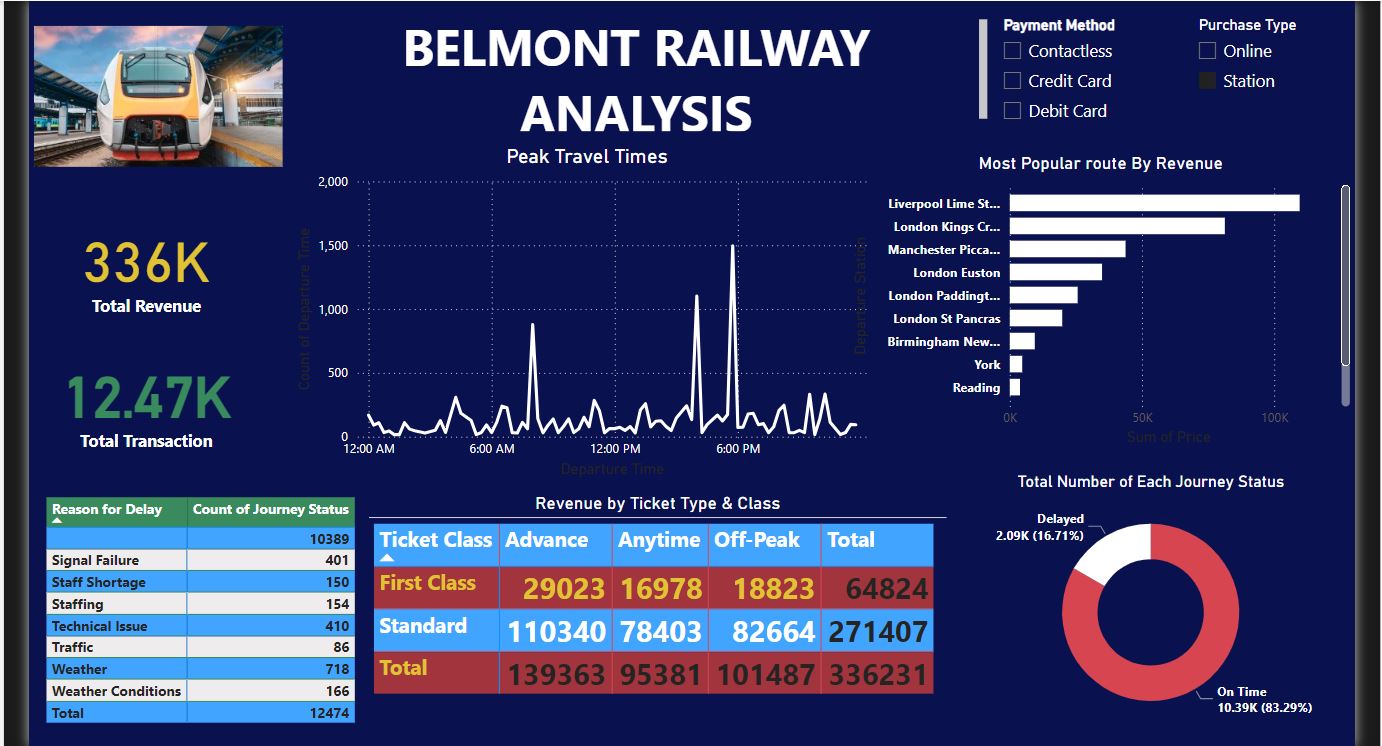 BELMONT RAILWAY
ANALYSIS
Payment Method
Contactless
Credit Card
Debit Card
Purchase Type
Online
Station
336K
Total Revenue
12.47K
Total Transaction
Peak Travel Times
Count of Departure Time
2,000
1,500
1,000
500
0
12:00 AM 6:00 AM 12:00 PM 6:00 PM
Departure Time
Most Popular route By Revenue
Departure Station
Liverpool Lime St...
London Kings Cr...
Manchester Picca...
London Euston
London Paddingt...
London St Pancras
Birmingham New...
York
Reading
0K 50K 100K
Sum of Price
Reason for Delay Count of Journey Status
10389
Signal Failure 401
Staff Shortage 150
Staffing 154
Technical Issue 410
Traffic 86
Weather 718
Weather Conditions 166
Total 12474
Revenue by Ticket Type & Class
Ticket Class Advance Anytime Off-Peak Total
First Class 29023 16978 18823 64824
Standard 110340 78403 82664 271407
Total 139363 95381 101487 336231
Total Number of Each Journey Status
Delayed
2.09K (16.71%)
On Time
10.39K (83.29%)